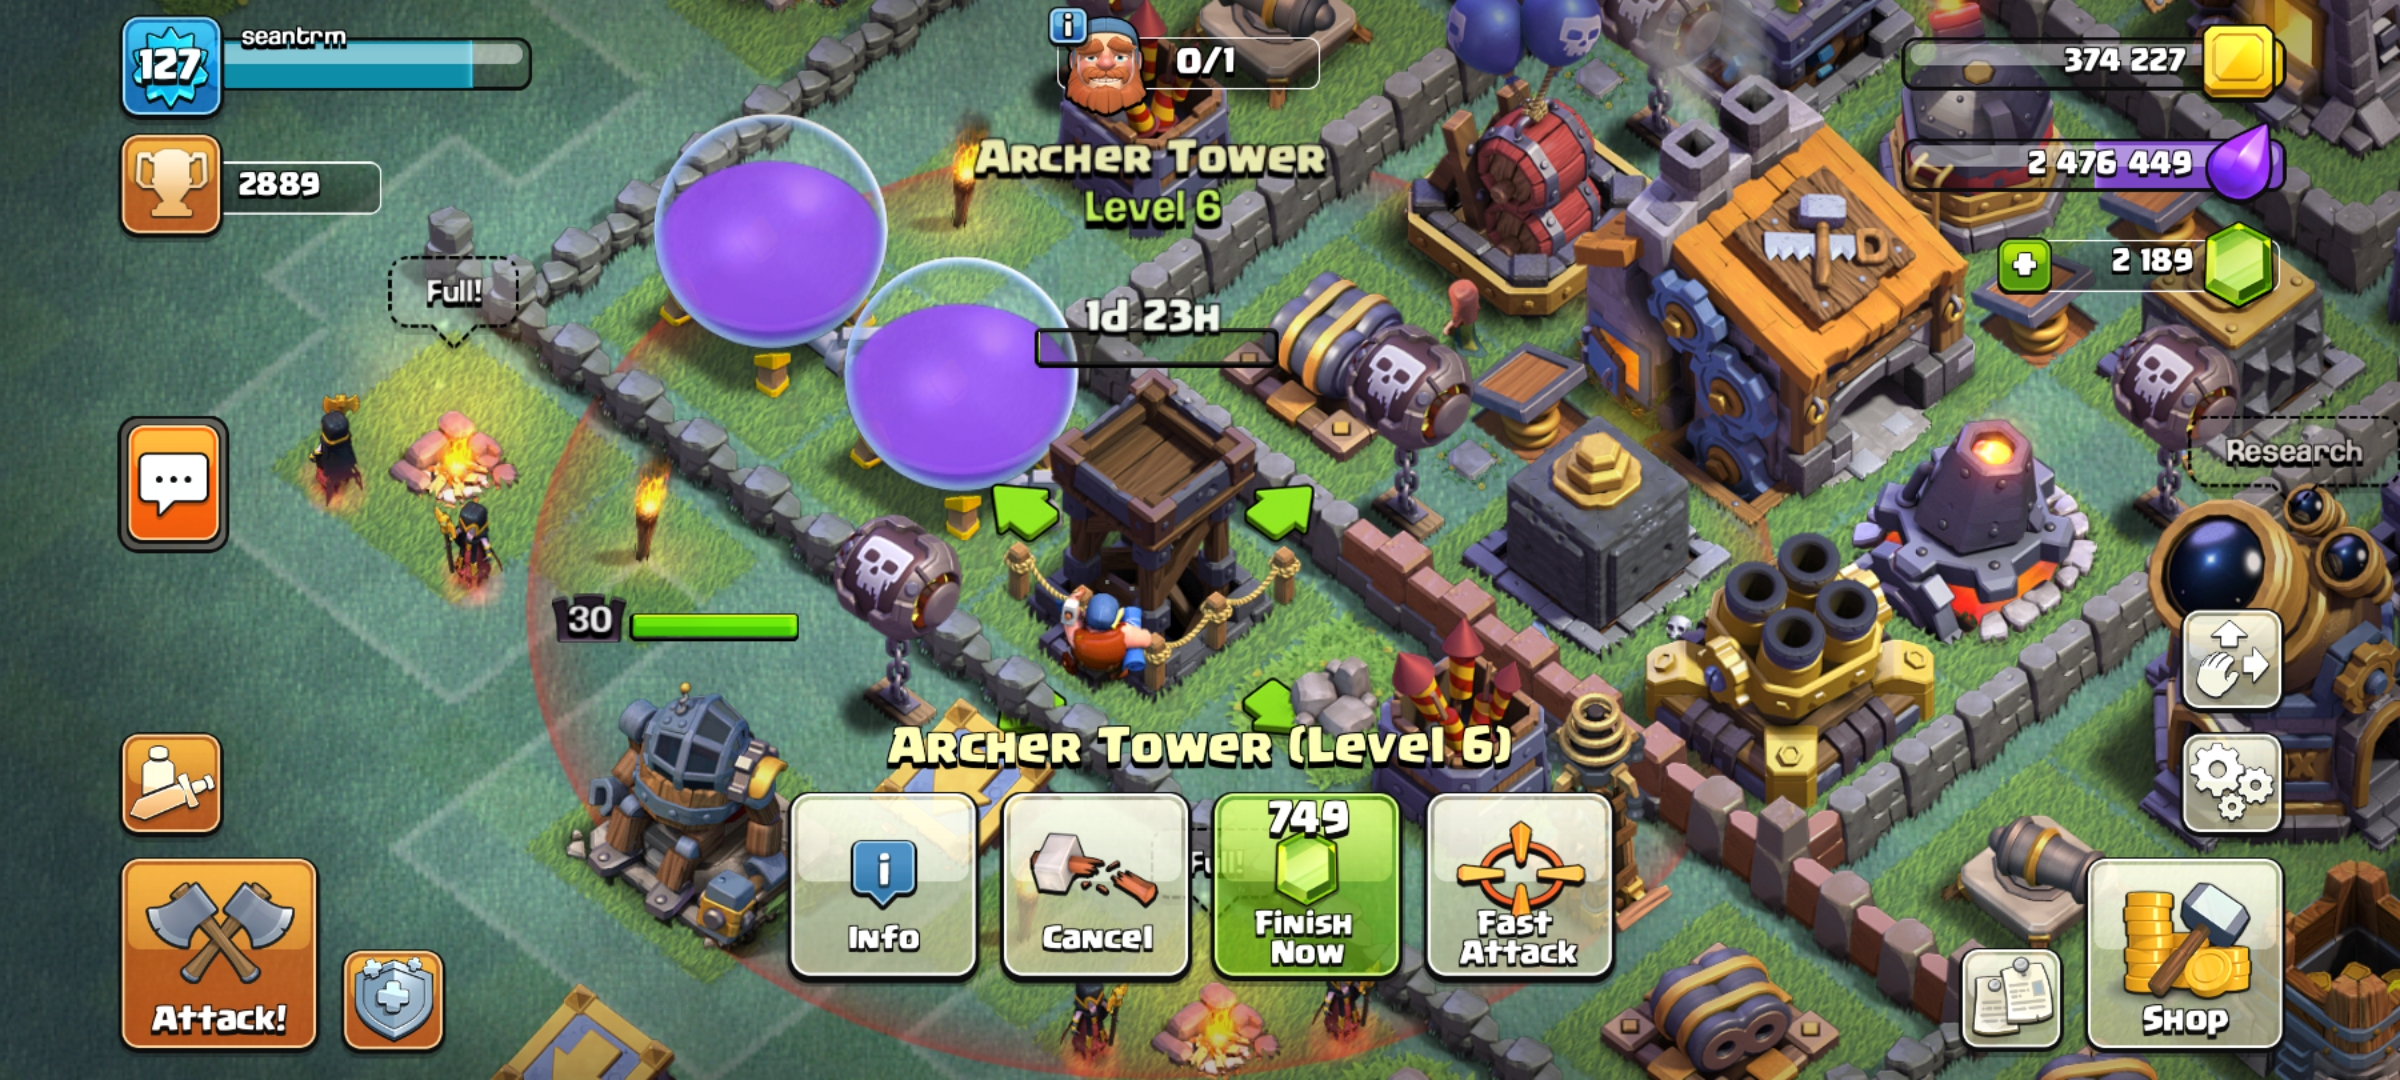 127
seantrm
0/1
374 227
2889
Archer Tower
Level 6
2 476 449
2 189
Full!
1d 23H
Research
30
Archer Tower (Level 6)
749
Info
Cancel
Finish
Now
Fast
Attack
Full!
Attack!
Shop